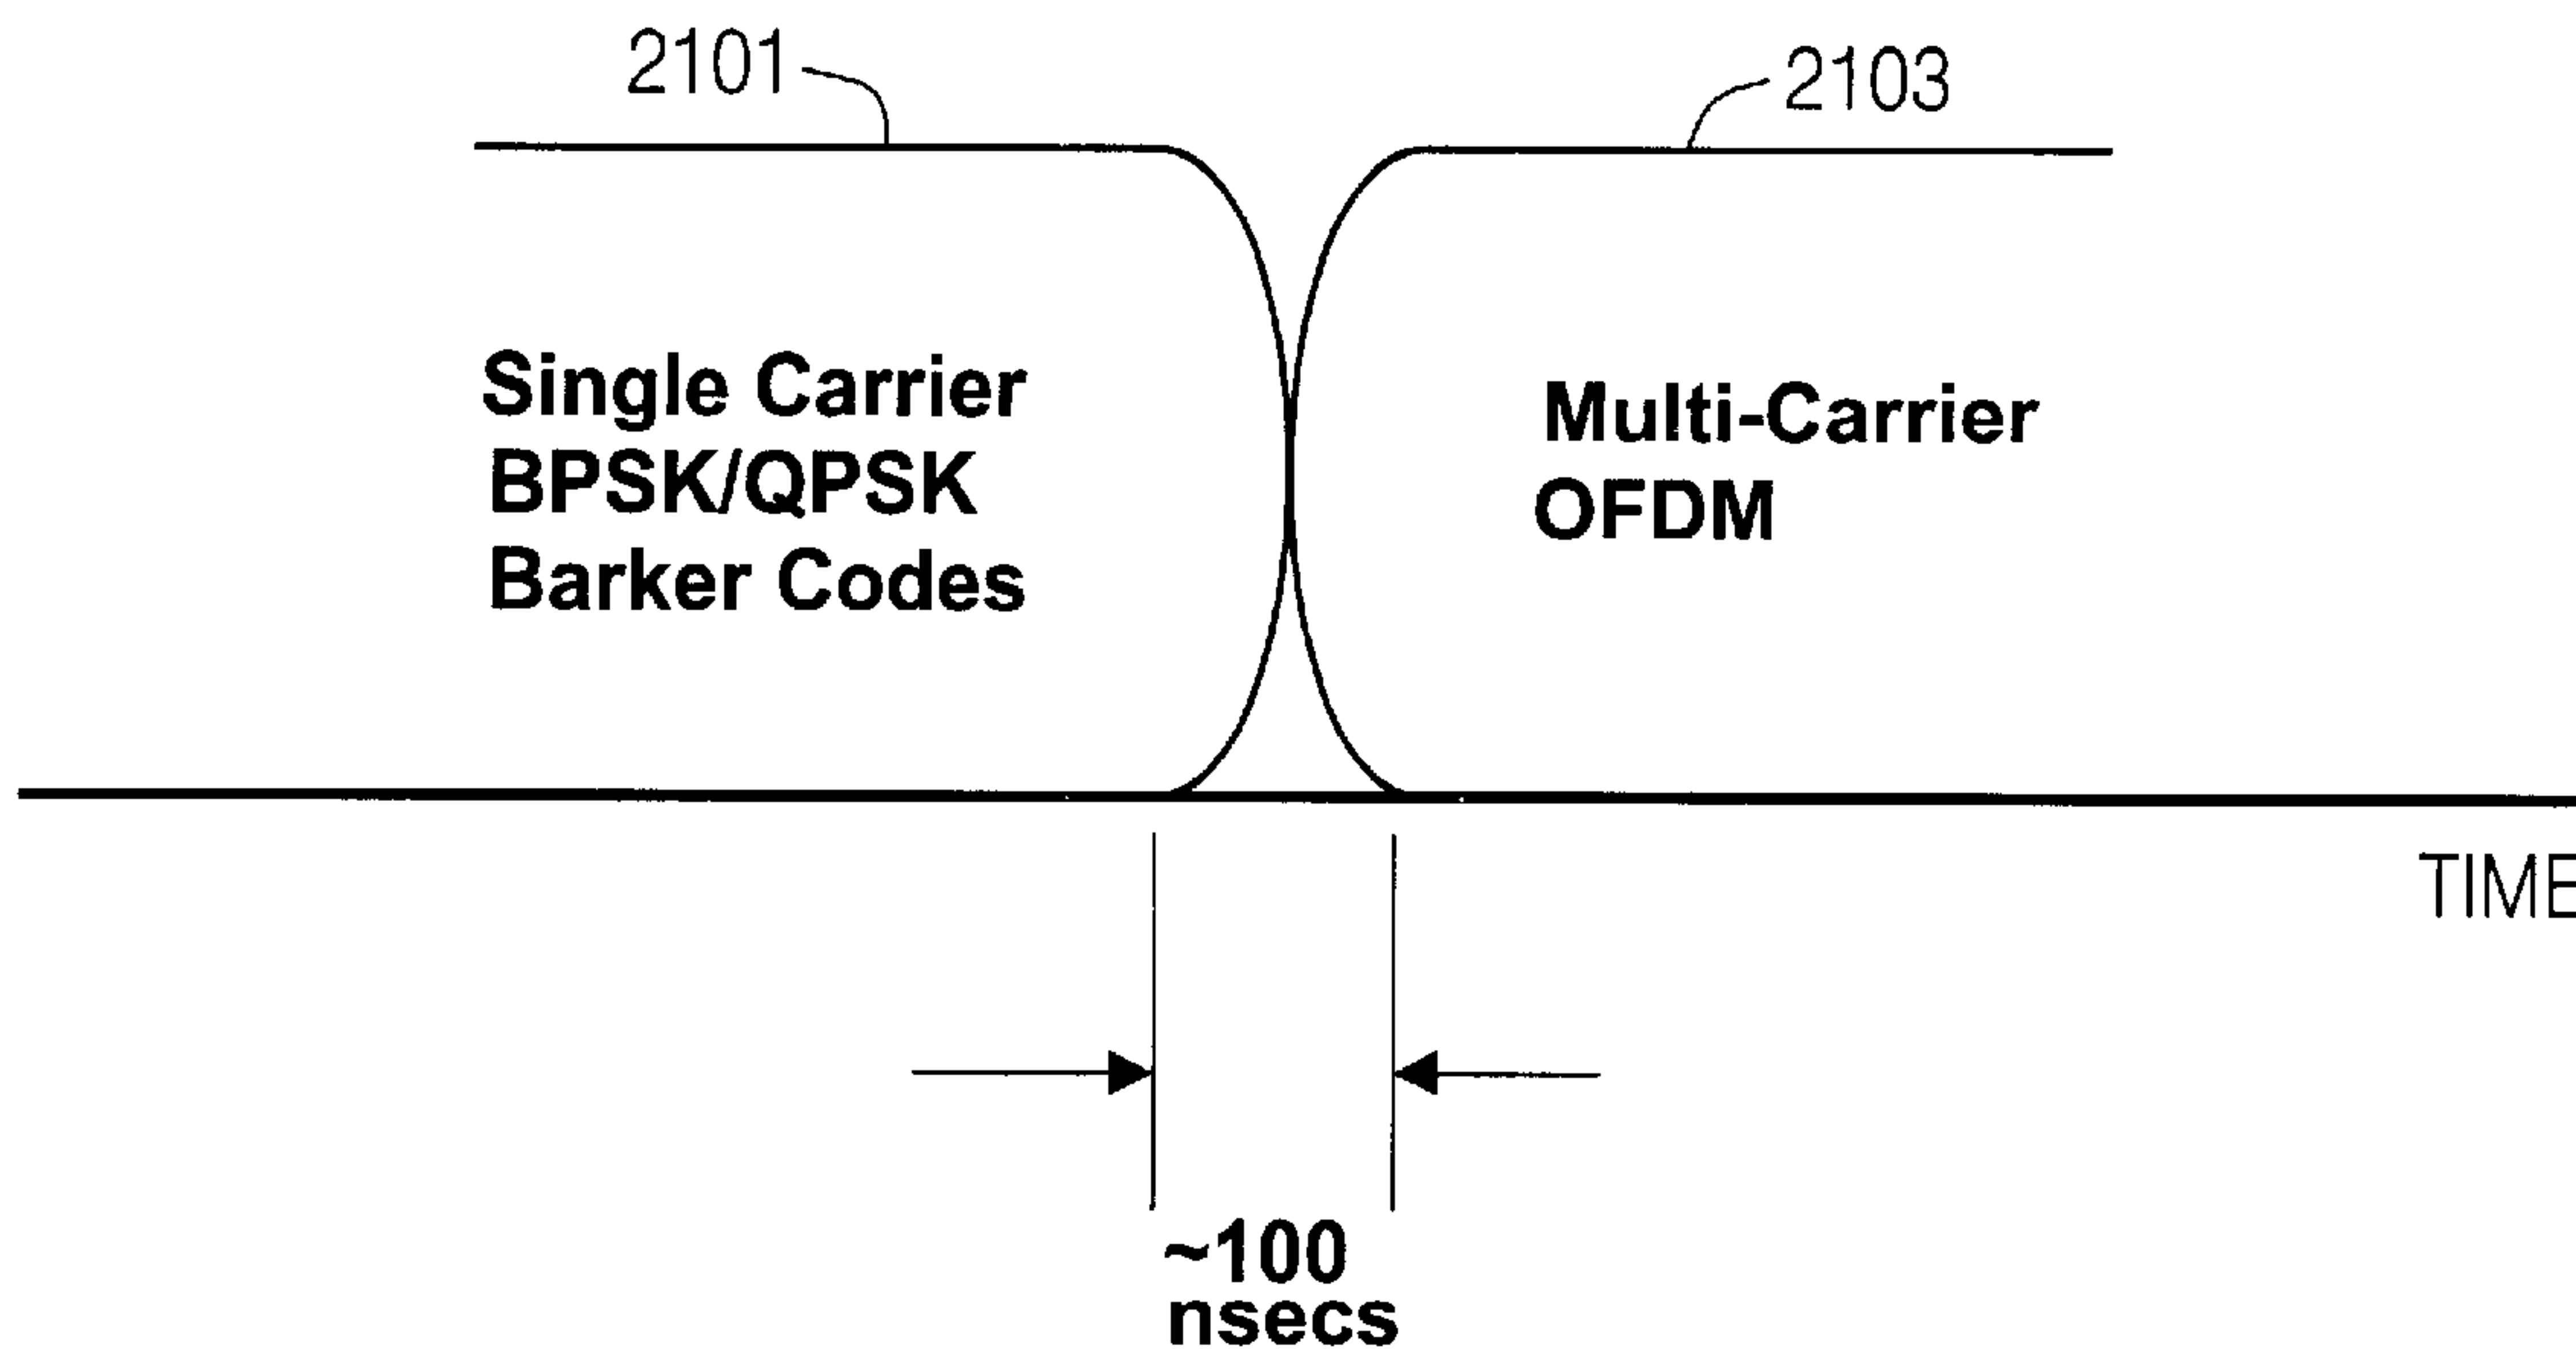 2101
2103
Single Carrier
BPSK/QPSK
Barker Codes
Multi-Carrier
OFDM
TIME
~100
nsecs